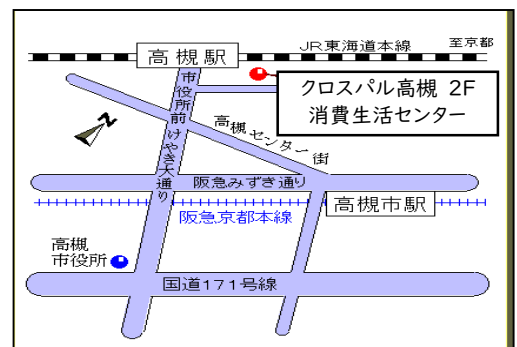 JR東海道本線
至京都
高槻駅
クロスパル高槻 2F
消費生活センター
市役所前けやき大通り
高槻センター街
N
阪急みずき通り
高槻市駅
阪急京都本線
高槻
市役所
国道171号線